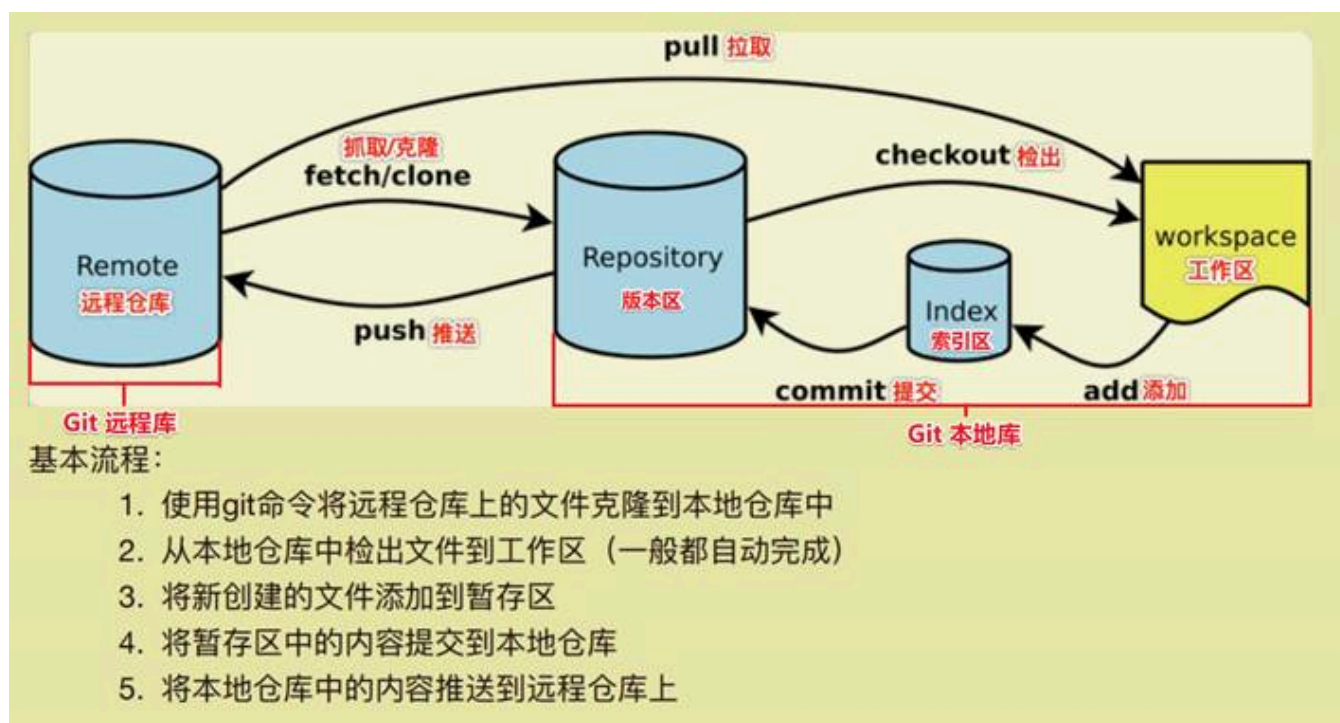 pull 拉取
抓取/克隆
fetch/clone
checkout 检出
Remote
远程仓库
Repository
版本区
workspace
工作区
Index
索引区
push 推送
commit 提交
add 添加
Git 远程库
Git 本地库
基本流程：
1. 使用git命令将远程仓库上的文件克隆到本地仓库中
2. 从本地仓库中检出文件到工作区（一般都自动完成）
3. 将新创建的文件添加到暂存区
4. 将暂存区中的内容提交到本地仓库
5. 将本地仓库中的内容推送到远程仓库上